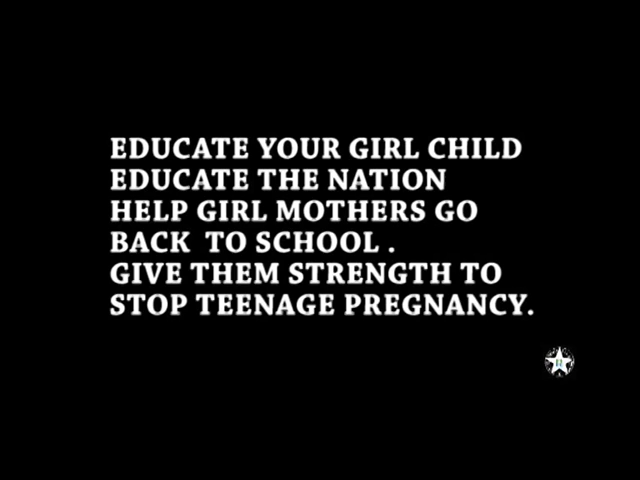 EDUCATE YOUR GIRL CHILD
EDUCATE THE NATION
HELP GIRL MOTHERS GO
BACK TO SCHOOL .
GIVE THEM STRENGTH TO
STOP TEENAGE PREGNANCY.